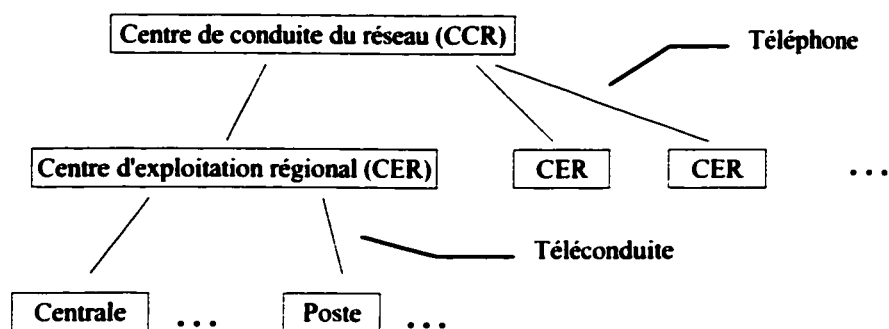 Centre de conduite du réseau (CCR)
Téléphone
Centre d'exploitation régional (CER)
CER
CER
...
Téléconduite
Centrale
...
Poste
...